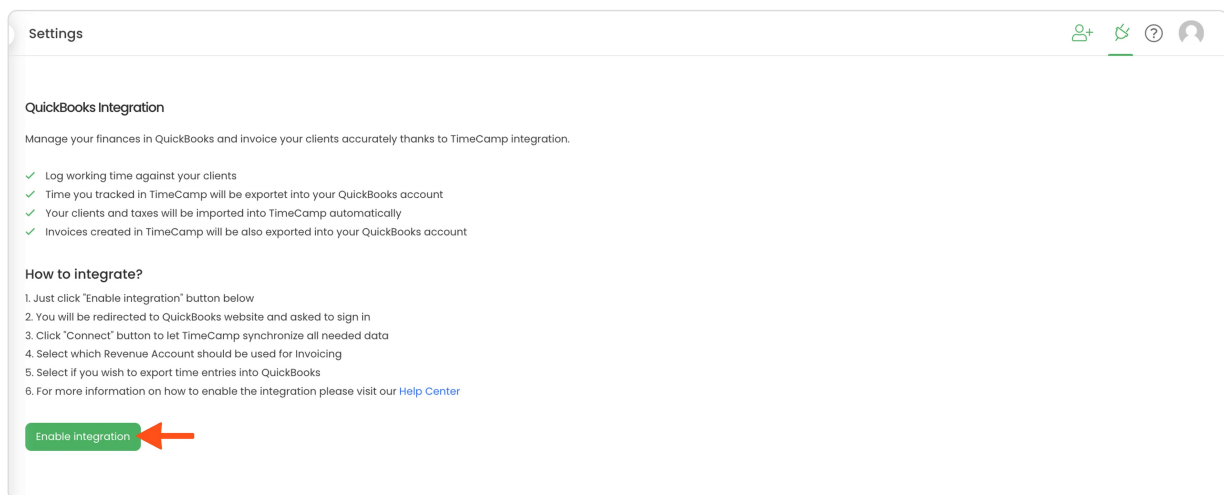 Settings
QuickBooks Integration
Manage your finances in QuickBooks and invoice your clients accurately thanks to TimeCamp integration.
Log working time against your clients
Time you tracked in TimeCamp will be exportet into your QuickBooks account
Your clients and taxes will be imported into TimeCamp automatically
Invoices created in TimeCamp will be also exported into your QuickBooks account
How to integrate?
1. Just click "Enable integration" button below
2. You will be redirected to QuickBooks website and asked to sign in
3. Click "Connect" button to let TimeCamp synchronize all needed data
4. Select which Revenue Account should be used for Invoicing
5. Select if you wish to export time entries into QuickBooks
6. For more information on how to enable the integration please visit our Help Center
Enable integration